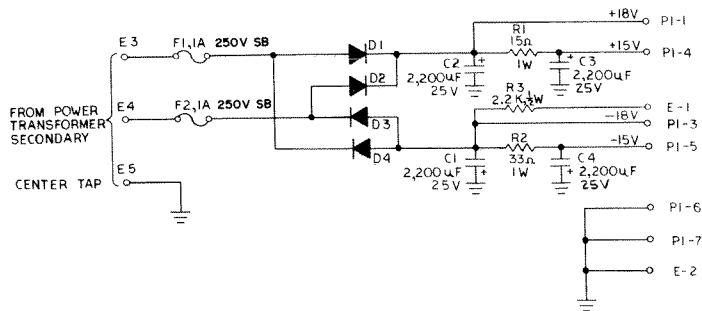 +18V
P1-1
E3
F1,1A 250V SB
D1
R1
15Ω
1W
+15V
P1-4
C2
2,200uF
25V
+
C3
2,200uF
25V
+
D2
R3
2.2K,½W
E-1
FROM POWER
TRANSFORMER
SECONDARY
E4
F2,1A 250V SB
D3
-18V
P1-3
D4
R2
33Ω
1W
-15V
P1-5
C1
2,200uF
25V
+
C4
2,200uF
25V
+
CENTER TAP
E5
P1-6
P1-7
E-2